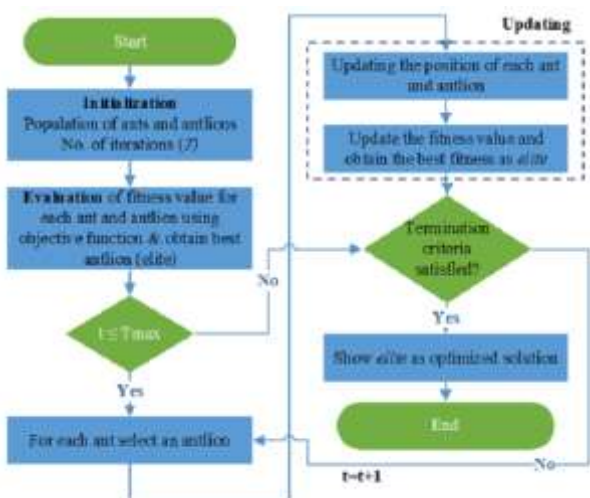 Start
Initialization
Population of ants and antlions
No. of iterations (T)
Evaluation of fitness value for
each ant and antlion using
objective function & obtain best
antlion (elite)
t ≤ Tmax
No
Yes
For each ant select an antlion
Updating
Updating the position of each ant
and antlion
Update the fitness value and
obtain the best fitness as elite
Termination
criteria
satisfied?
Yes
Show elite as optimized solution
End
No
t=t+1